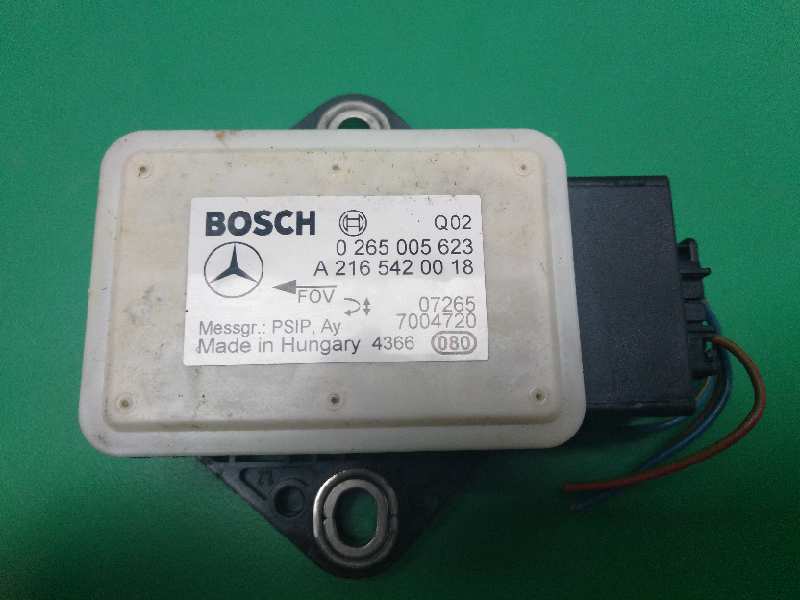 BOSCH Q02
0 265 005 623
A 216 542 00 18
FOV
07265
Messgr.: PSIP, Ay 7004720
Made in Hungary 4366 080